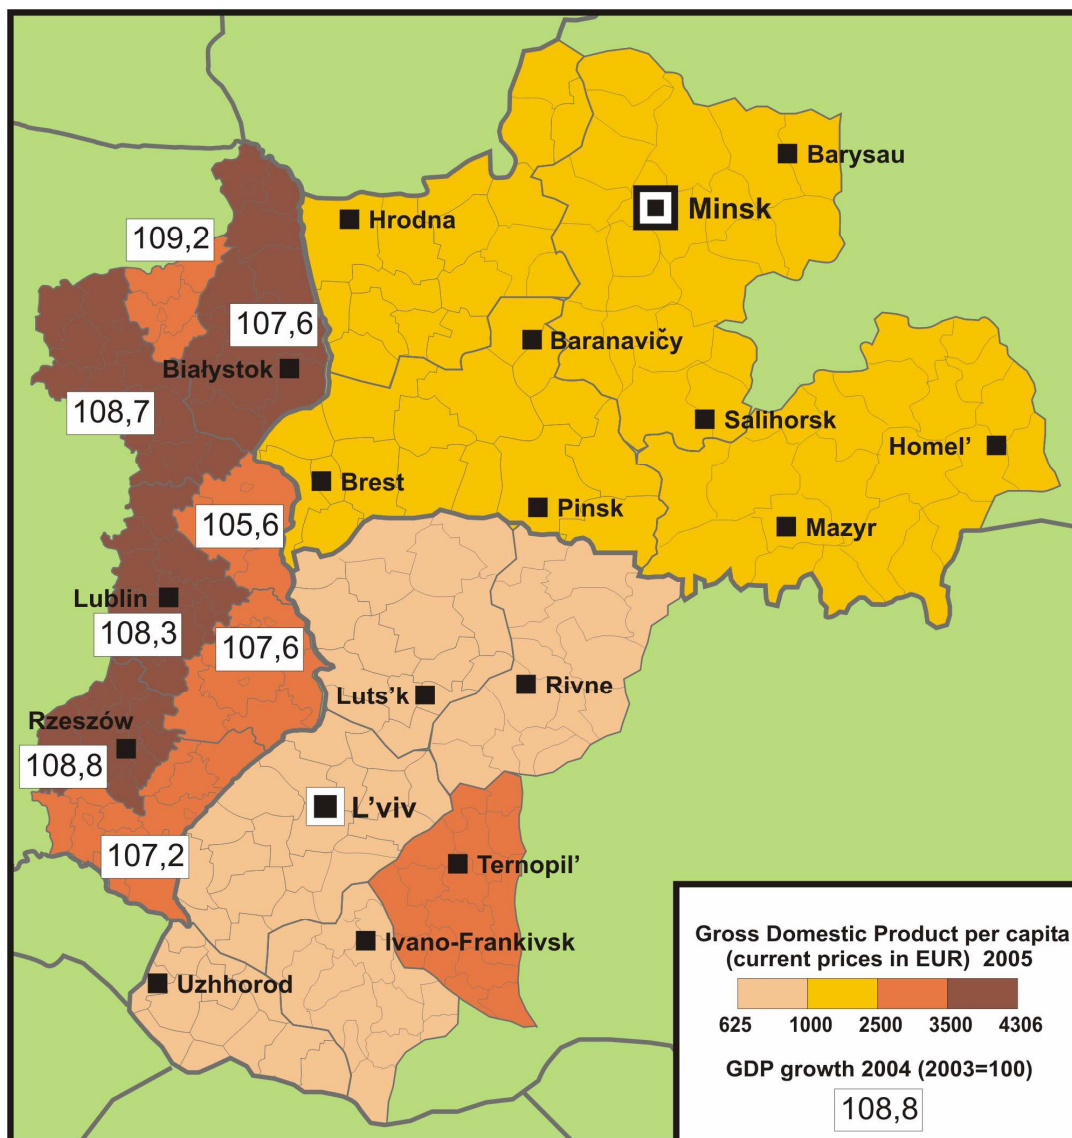 Barysau
Minsk
Hrodna
109,2
107,6
Baranavičy
Białystok
108,7
Salihorsk
Homel’
Brest
Pinsk
105,6
Mazyr
Lublin
108,3
107,6
Luts’k
Rivne
Rzeszów
108,8
L’viv
107,2
Ternopil’
Ivano-Frankivsk
Uzhhorod
Gross Domestic Product per capita
(current prices in EUR) 2005
625 1000 2500 3500 4306
GDP growth 2004 (2003=100)
108,8